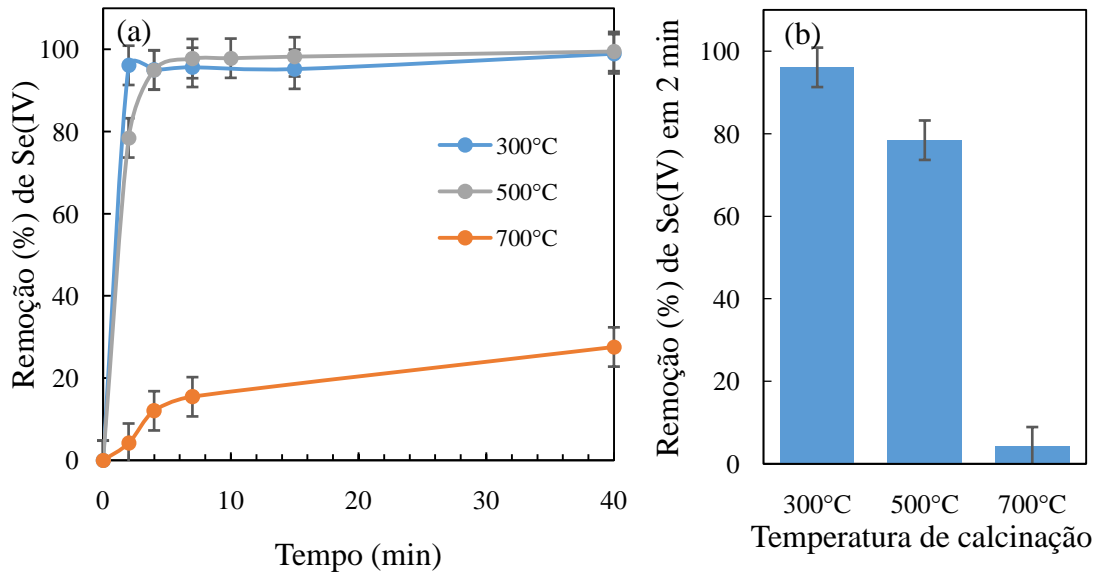 (a)
Remoção (%) de Se(IV)
100
80
60
40
20
0
300°C
500°C
700°C
0
10
20
30
40
Tempo (min)
(b)
Remoção (%) de Se(IV) em 2 min
100
80
60
40
20
0
300°C
500°C
700°C
Temperatura de calcinação